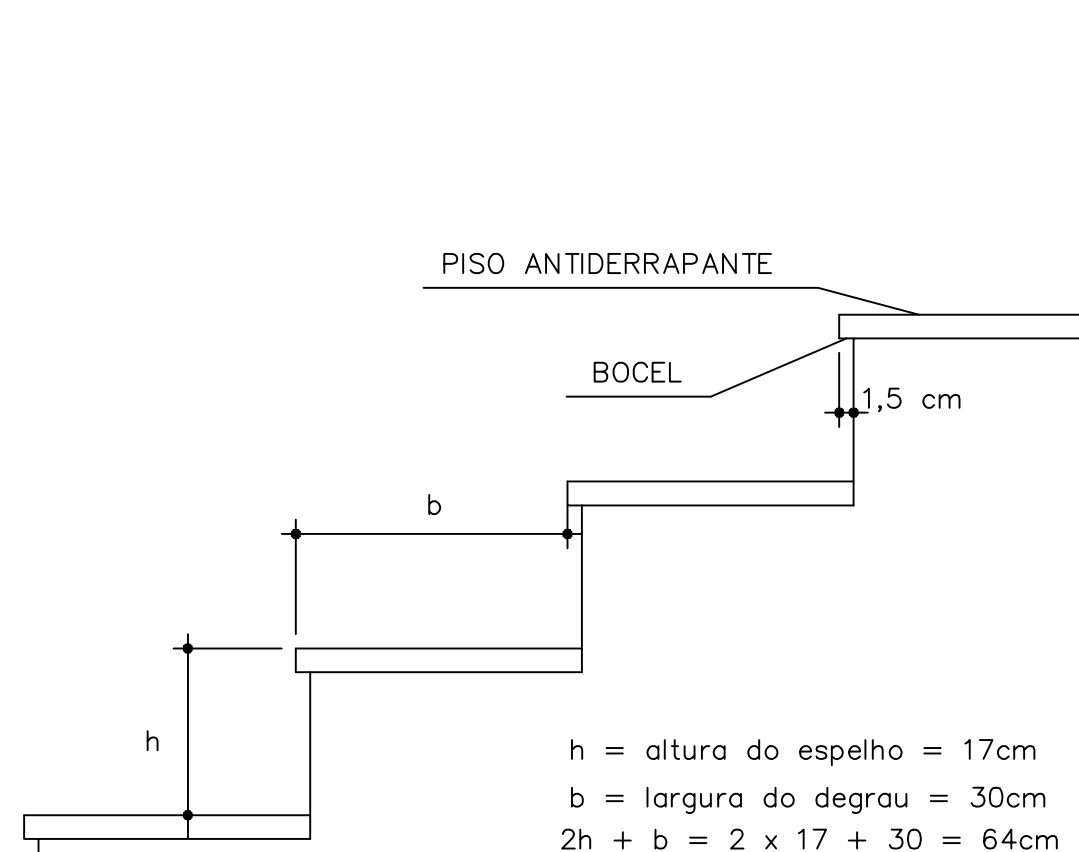 PISO ANTIDERRAPANTE
BOCEL
1,5 cm
b
h
h = altura do espelho = 17cm
b = largura do degrau = 30cm
2h + b = 2 x 17 + 30 = 64cm